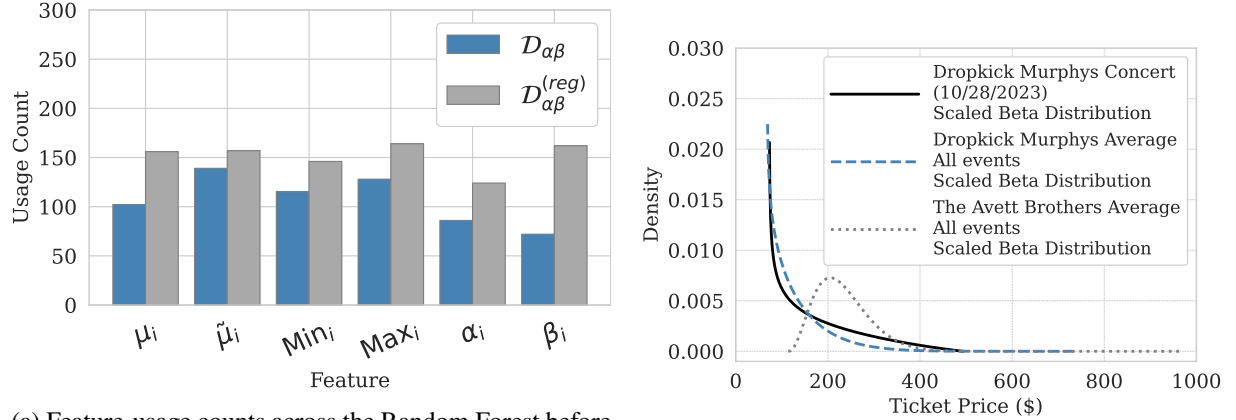 300
250
200
150
100
50
0
Usage Count
𝒟αβ
𝒟αβ^(reg)
μi
μ̃i
Mini
Maxi
αi
βi
Feature
0.030
0.025
0.020
0.015
0.010
0.005
0.000
Density
Dropkick Murphys Concert
(10/28/2023)
Scaled Beta Distribution
Dropkick Murphys Average
All events
Scaled Beta Distribution
The Avett Brothers Average
All events
Scaled Beta Distribution
0
200
400
600
800
1000
Ticket Price ($)
(a) Feature-usage counts across the Random Forest before